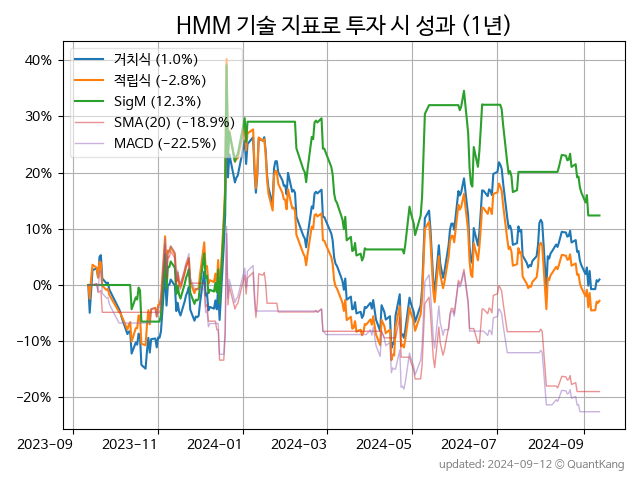 HMM 기술 지표로 투자 시 성과 (1년)
거치식 (1.0%)
적립식 (−2.8%)
SigM (12.3%)
SMA(20) (−18.9%)
MACD (−22.5%)
40%
30%
20%
10%
0%
−10%
−20%
2023-09
2023-11
2024-01
2024-03
2024-05
2024-07
2024-09
updated: 2024-09-12 ⓒ QuantKang